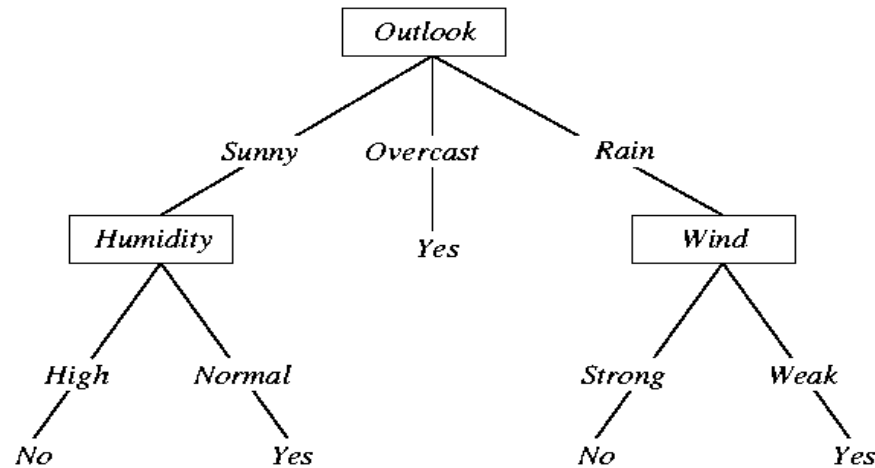 Outlook
Sunny Overcast Rain
Humidity Yes Wind
High Normal Strong Weak
No Yes No Yes